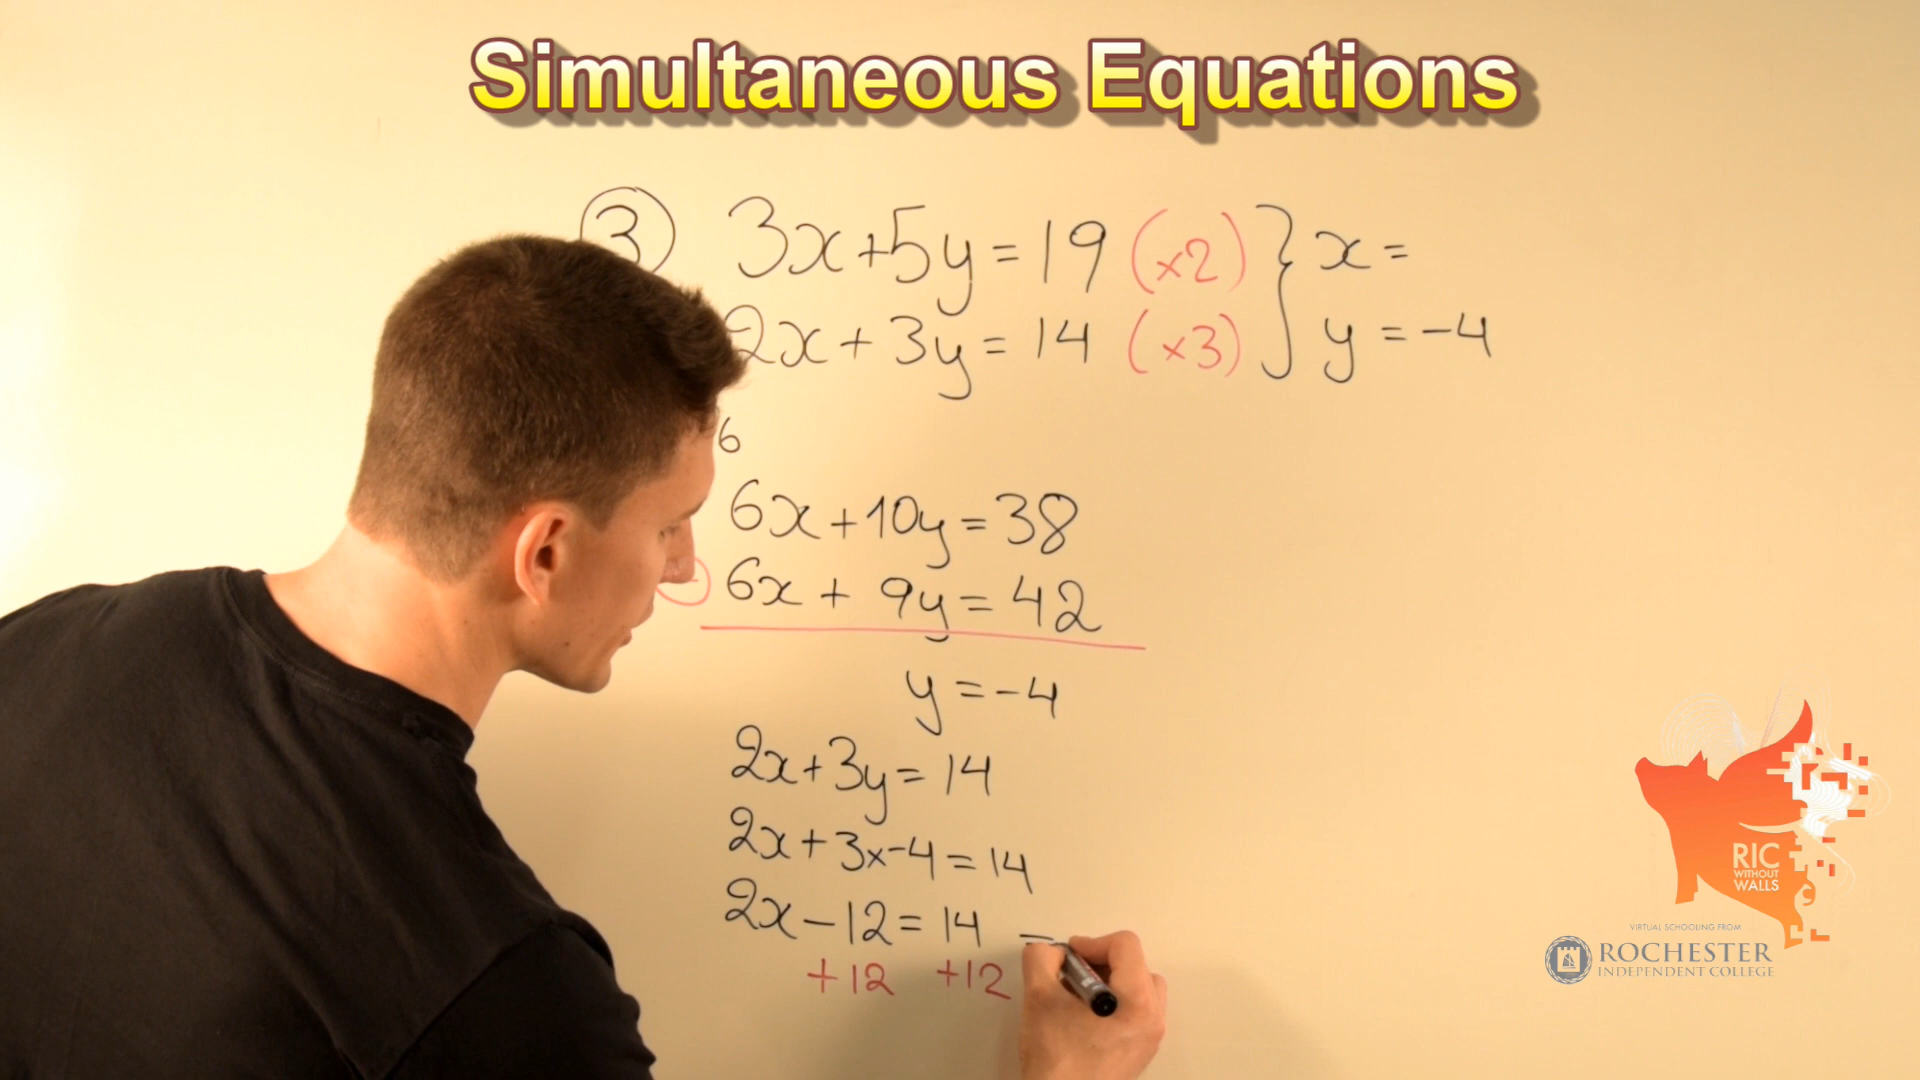 Simultaneous Equations
3 3x+5y=19 (×2) } x=
2x+3y=14 (×3) y=-4
6
6x+10y=38
- 6x+9y=42
y=-4
2x+3y=14
2x+3×-4=14
2x-12=14
+12 +12
RIC
WITHOUT
WALLS
VIRTUAL SCHOOLING FROM
ROCHESTER
INDEPENDENT COLLEGE